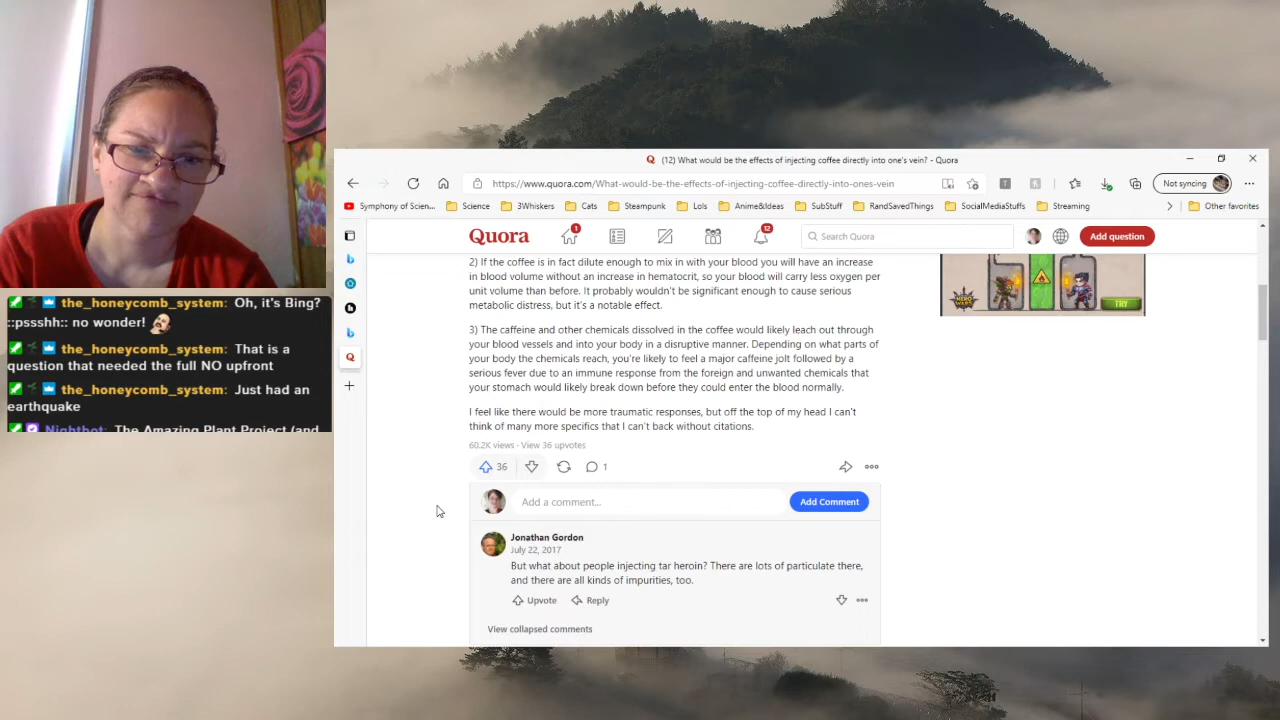 the_honeycomb_system: Oh, it's Bing?
::pssshh:: no wonder!
the_honeycomb_system: That is a
question that needed the full NO upfront
the_honeycomb_system: Just had an
earthquake
Nightbot: The Amazing Plant Project (and
(12) What would be the effects of injecting coffee directly into one's vein? - Quora
https://www.quora.com/What-would-be-the-effects-of-injecting-coffee-directly-into-ones-vein
Not syncing
Symphony of Scien...
Science
3Whiskers
Cats
Steampunk
Lols
Anime&Ideas
SubStuff
RandSavedThings
SocialMediaStuffs
Streaming
Other favorites
Quora
1
12
Search Quora
Add question
2) If the coffee is in fact dilute enough to mix in with your blood you will have an increase
in blood volume without an increase in hematocrit, so your blood will carry less oxygen per
unit volume than before. It probably wouldn't be significant enough to cause serious
metabolic distress, but it's a notable effect.
HERO WARS
TRY
3) The caffeine and other chemicals dissolved in the coffee would likely leach out through
your blood vessels and into your body in a disruptive manner. Depending on what parts of
your body the chemicals reach, you're likely to feel a major caffeine jolt followed by a
serious fever due to an immune response from the foreign and unwanted chemicals that
your stomach would likely break down before they could enter the blood normally.
I feel like there would be more traumatic responses, but off the top of my head I can't
think of many more specifics that I can't back without citations.
60.2K views · View 36 upvotes
36
1
Add a comment...
Add Comment
Jonathan Gordon
July 22, 2017
But what about people injecting tar heroin? There are lots of particulate there,
and there are all kinds of impurities, too.
Upvote
Reply
View collapsed comments